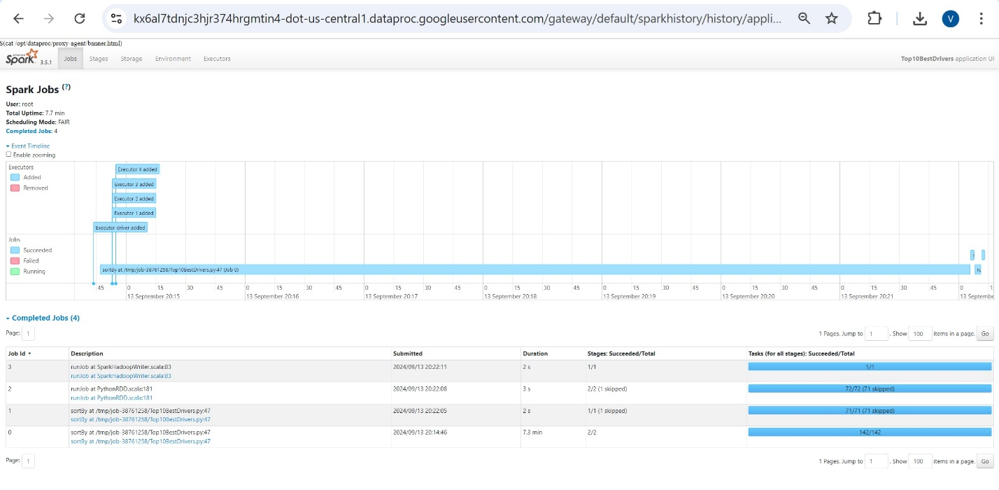 kx6al7tdnjc3hjr374hrgmtin4-dot-us-central1.dataproc.googleusercontent.com/gateway/default/sparkhistory/history/appli...
V
$(cat /opt/dataproc/proxy-agent/banner.html)
APACHE Spark 3.5.1 Jobs Stages Storage Environment Executors Top10BestDrivers application UI
Spark Jobs (?)
User: root
Total Uptime: 7.7 min
Scheduling Mode: FAIR
Completed Jobs: 4
Event Timeline
Enable zooming
Executors
Added
Removed
Executor 4 added
Executor 3 added
Executor 2 added
Executor 1 added
Executor driver added
Jobs
Succeeded
Failed
Running
sortBy at /tmp/job-38761258/Top10BestDrivers.py:47 (Job 0)
45 0 15 30 45 0 15 30 45 0 15 30 45 0 15 30 45 0 15 30 45 0 15 30 45 0 15 30 45 0 1
13 September 20:15 13 September 20:16 13 September 20:17 13 September 20:18 13 September 20:19 13 September 20:20 13 September 20:21 13 Septembe
Completed Jobs (4)
Page: 1 1 Pages. Jump to 1 . Show 100 items in a page. Go
Job Id Description Submitted Duration Stages: Succeeded/Total Tasks (for all stages): Succeeded/Total
3 runJob at SparkHadoopWriter.scala:83 2024/09/13 20:22:11 2 s 1/1 1/1
runJob at SparkHadoopWriter.scala:83
2 runJob at PythonRDD.scala:181 2024/09/13 20:22:08 3 s 2/2 (1 skipped) 72/72 (71 skipped)
runJob at PythonRDD.scala:181
1 sortBy at /tmp/job-38761258/Top10BestDrivers.py:47 2024/09/13 20:22:05 2 s 1/1 (1 skipped) 71/71 (71 skipped)
sortBy at /tmp/job-38761258/Top10BestDrivers.py:47
0 sortBy at /tmp/job-38761258/Top10BestDrivers.py:47 2024/09/13 20:14:46 7.3 min 2/2 142/142
sortBy at /tmp/job-38761258/Top10BestDrivers.py:47
Page: 1 1 Pages. Jump to 1 . Show 100 items in a page. Go